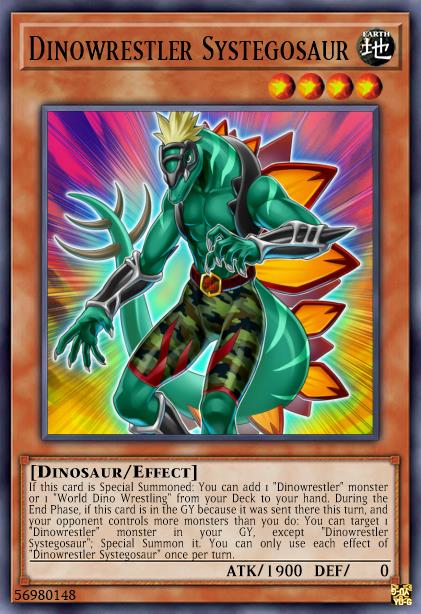 DINOWRESTLER SYSTEGOSAUR
EARTH
地
[DINOSAUR/EFFECT]
If this card is Special Summoned: You can add 1 "Dinowrestler" monster
or 1 "World Dino Wrestling" from your Deck to your hand. During the
End Phase, if this card is in the GY because it was sent there this turn, and
your opponent controls more monsters than you do: You can target 1
"Dinowrestler" monster in your GY, except "Dinowrestler
Systegosaur"; Special Summon it. You can only use each effect of
"Dinowrestler Systegosaur" once per turn.
ATK/1900 DEF/ 0
56980148